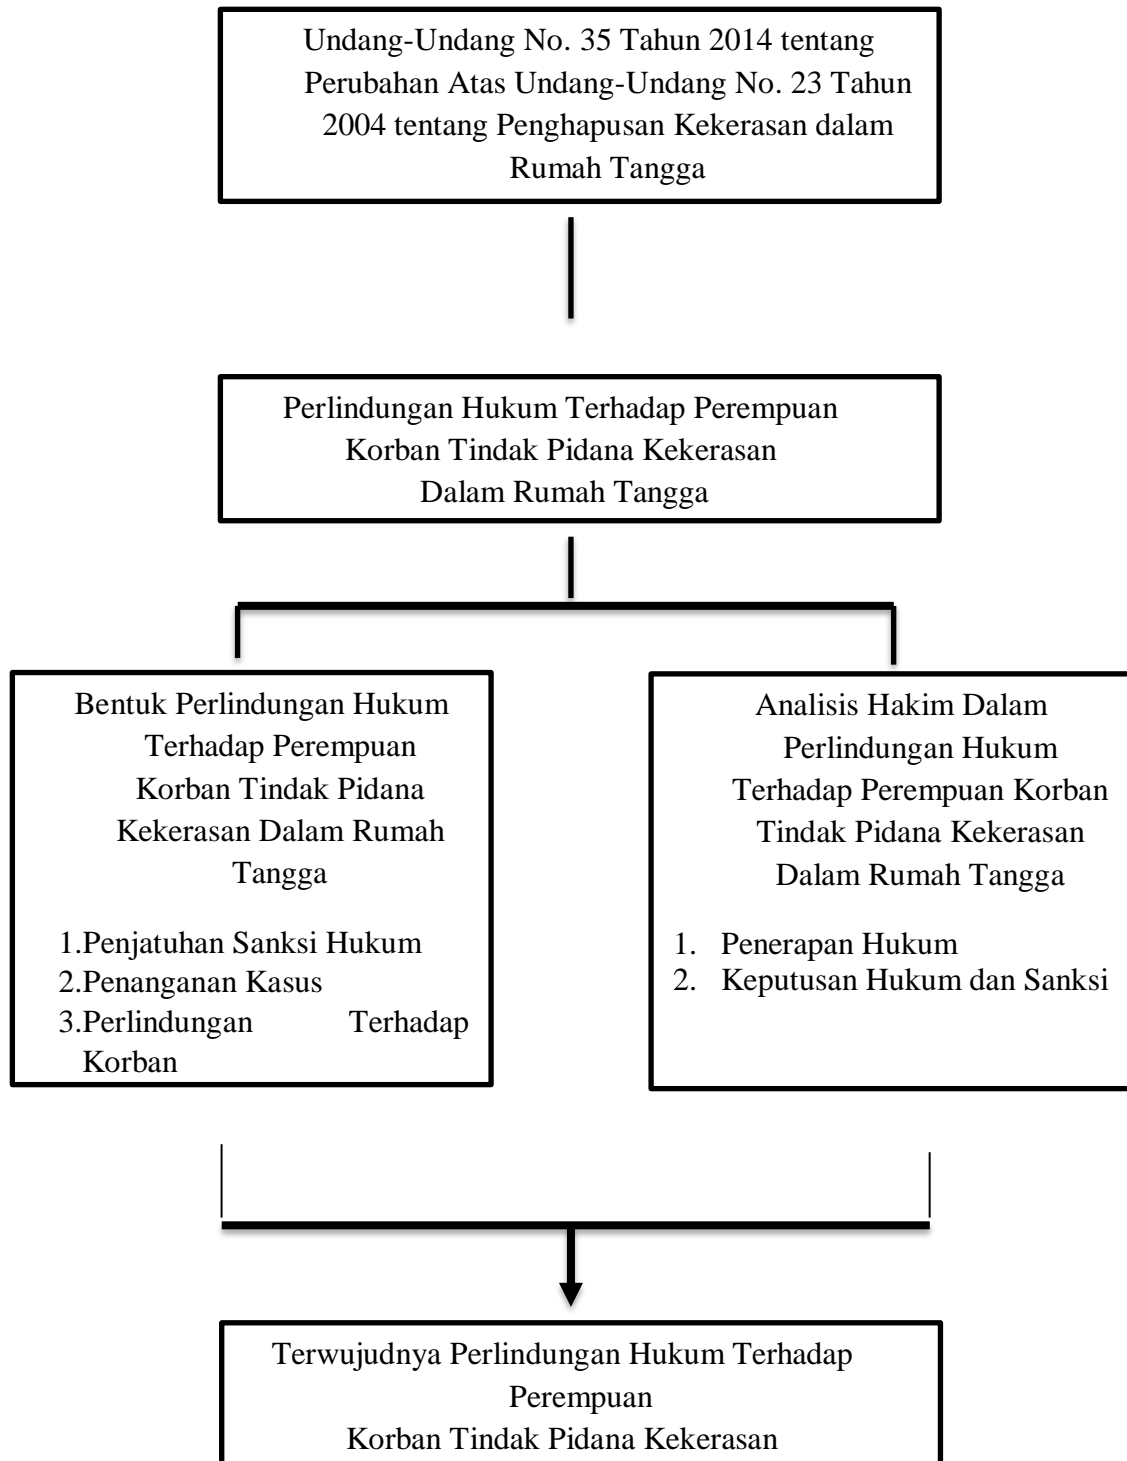 Undang-Undang No. 35 Tahun 2014 tentang
Perubahan Atas Undang-Undang No. 23 Tahun
2004 tentang Penghapusan Kekerasan dalam
Rumah Tangga
Perlindungan Hukum Terhadap Perempuan
Korban Tindak Pidana Kekerasan
Dalam Rumah Tangga
Bentuk Perlindungan Hukum
Terhadap Perempuan
Korban Tindak Pidana
Kekerasan Dalam Rumah
Tangga
1.Penjatuhan Sanksi Hukum
2.Penanganan Kasus
3.Perlindungan Terhadap
Korban
Analisis Hakim Dalam
Perlindungan Hukum
Terhadap Perempuan Korban
Tindak Pidana Kekerasan
Dalam Rumah Tangga
1. Penerapan Hukum
2. Keputusan Hukum dan Sanksi
Terwujudnya Perlindungan Hukum Terhadap
Perempuan
Korban Tindak Pidana Kekerasan